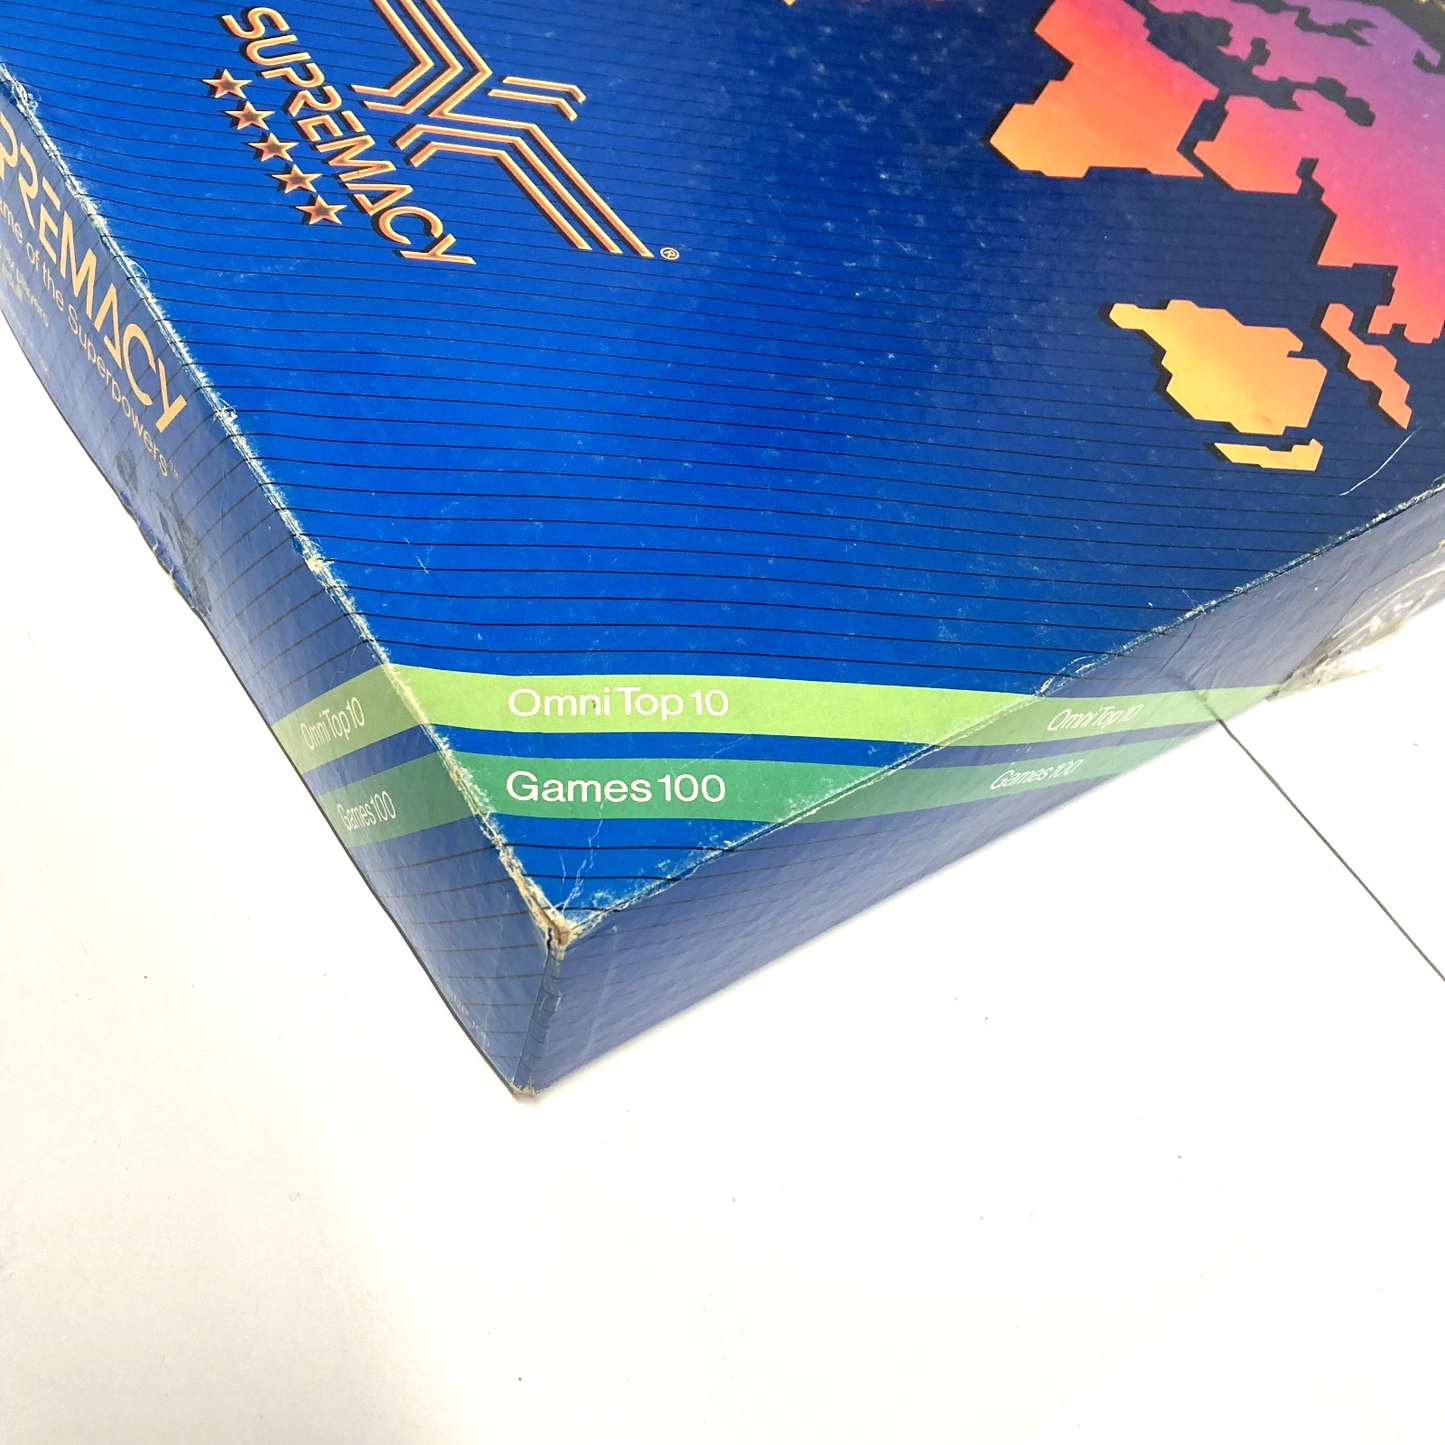 SUPREMACY
®
PREMACY
ame of the Superpowers™
Omni Top 10
Games 100
Omni Top 10
Games 100
Omni Top 10
Games 100